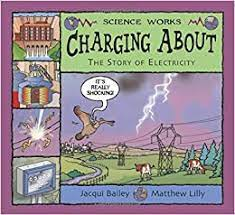 SCIENCE WORKS
CHARGING ABOUT
THE STORY OF ELECTRICITY
IT'S
REALLY
SHOCKING!
Jacqui Bailey Matthew Lilly